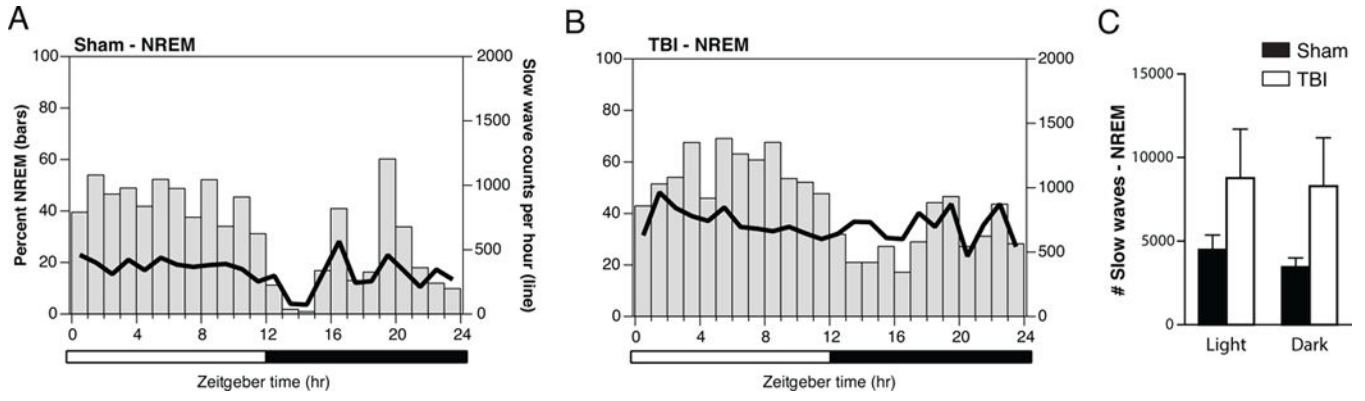 A
Sham - NREM
Percent NREM (bars)
100
80
60
40
20
0
2000
1500
1000
500
0
Slow wave counts per hour (line)
0 4 8 12 16 20 24
Zeitgeber time (hr)
B
TBI - NREM
100
80
60
40
20
0
2000
1500
1000
500
0
0 4 8 12 16 20 24
Zeitgeber time (hr)
C
Sham
TBI
# Slow waves - NREM
15000
10000
5000
0
Light Dark